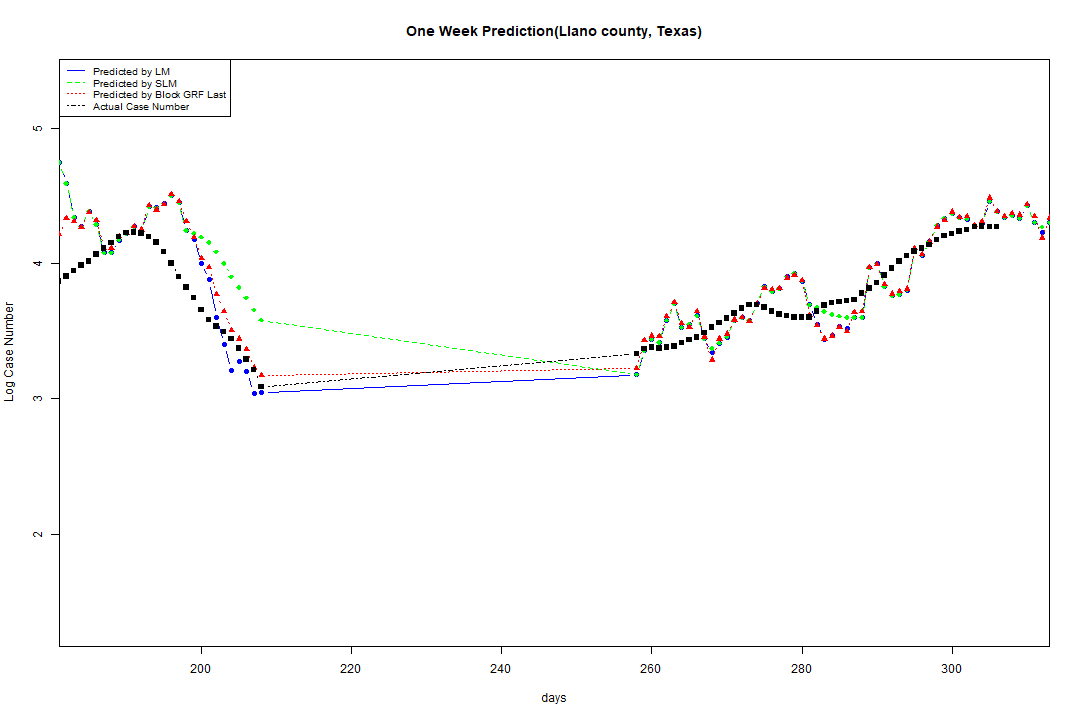 One Week Prediction(Llano county, Texas)
Predicted by LM
Predicted by SLM
Predicted by Block GRF Last
Actual Case Number
5
4
3
2
Log Case Number
200 220 240 260 280 300
days